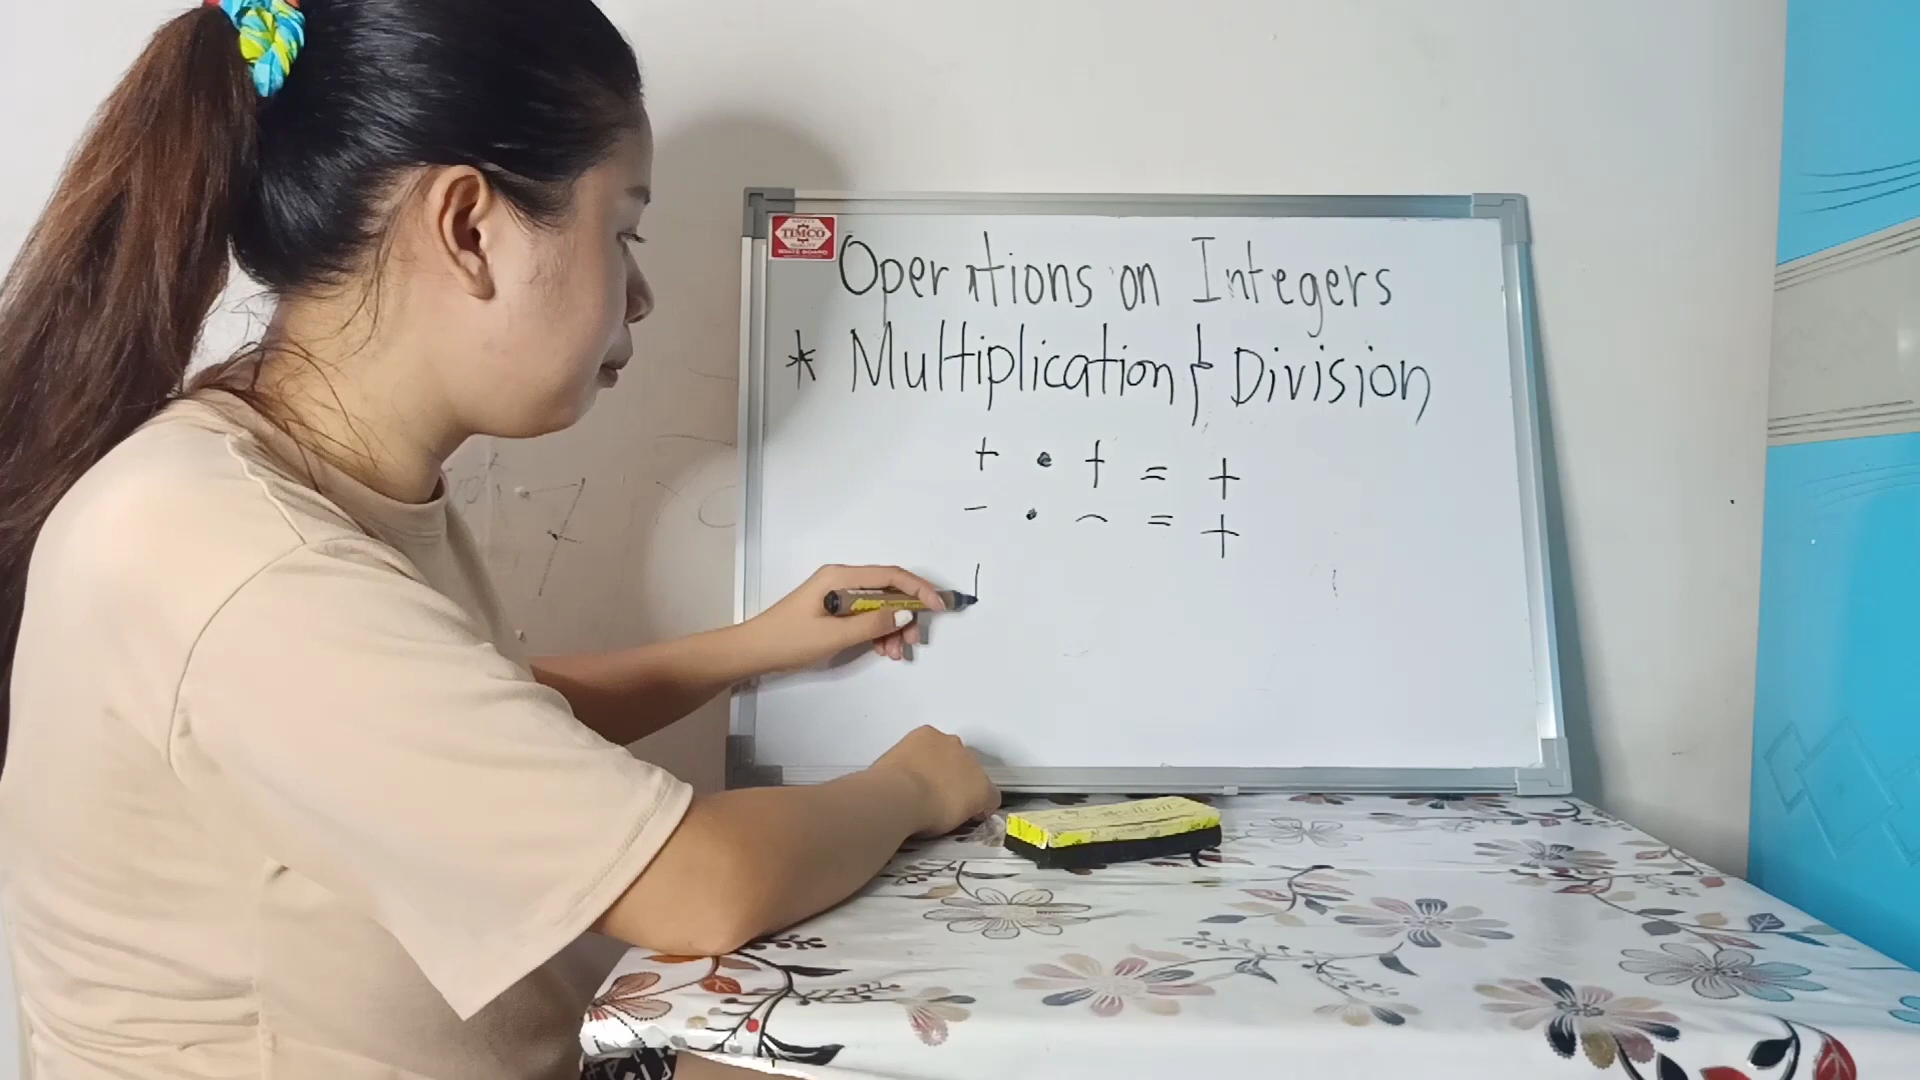 TIMCO
Operations on Integers
* Multiplication & Division
+ • + = +
- • - = +